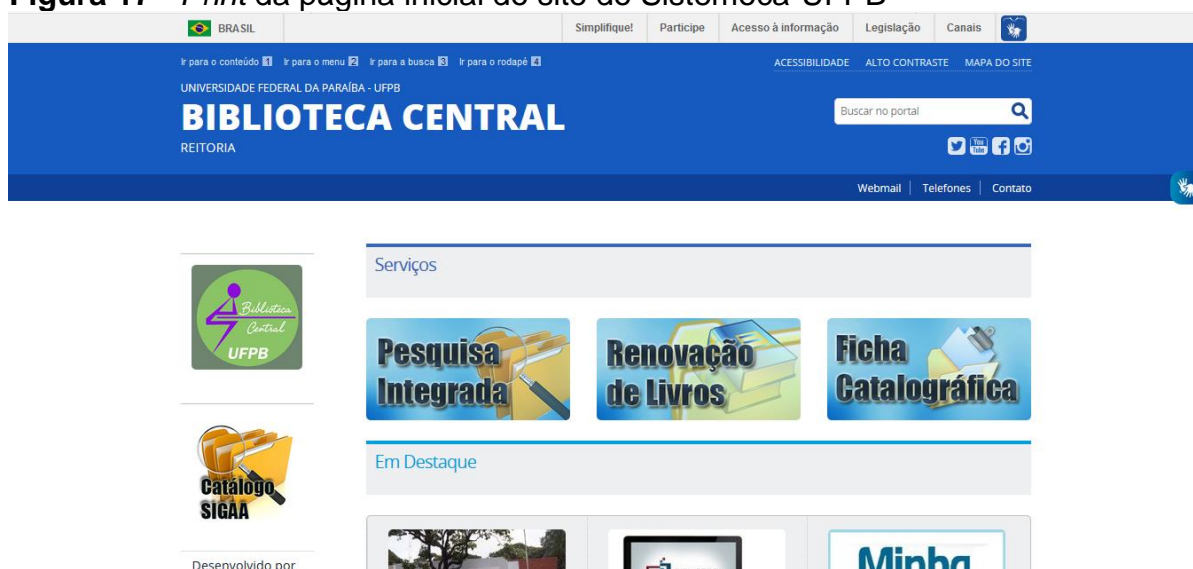 Figura 17 - Print da página inicial do site do Sistemoteca-UFPB
BRASIL
Simplifique! Participe Acesso à informação Legislação Canais
Ir para o conteúdo 1 Ir para o menu 2 Ir para a busca 3 Ir para o rodapé 4
ACESSIBILIDADE ALTO CONTRASTE MAPA DO SITE
UNIVERSIDADE FEDERAL DA PARAÍBA - UFPB
BIBLIOTECA CENTRAL
Buscar no portal
REITORIA
You Tube
Webmail Telefones Contato
Serviços
Biblioteca
Central
UFPB
Pesquisa
Integrada
Renovação
de Livros
Ficha
Catalográfica
Catálogo
SIGAA
Em Destaque
Minha
Desenvolvido por